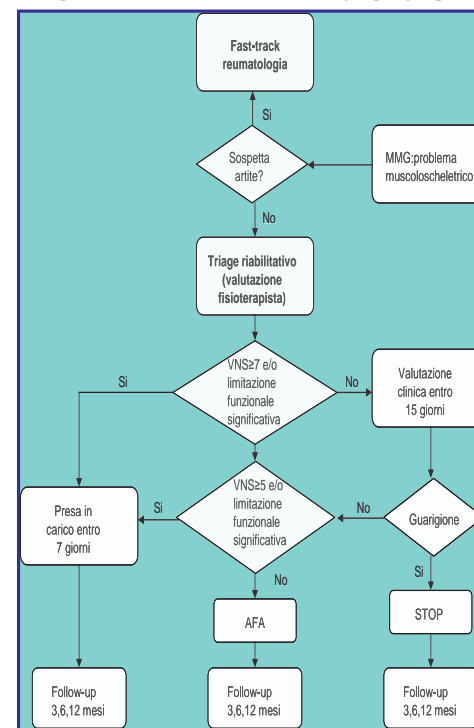 Fast-track
reumatologia
Si
Sospetta
artite?
MMG:problema
muscoloscheletrico
No
Triage riabilitativo
(valutazione
fisioterapista)
VNS≥7 e/o
limitazione
funzionale
significativa
Si
No
Valutazione
clinica entro
15 giorni
VNS≥5 e/o
limitazione
funzionale
significativa
Presa in
carico entro
7 giorni
Si
No
Guarigione
No
Si
AFA
STOP
Follow-up
3,6,12 mesi
Follow-up
3,6,12 mesi
Follow-up
3,6,12 mesi